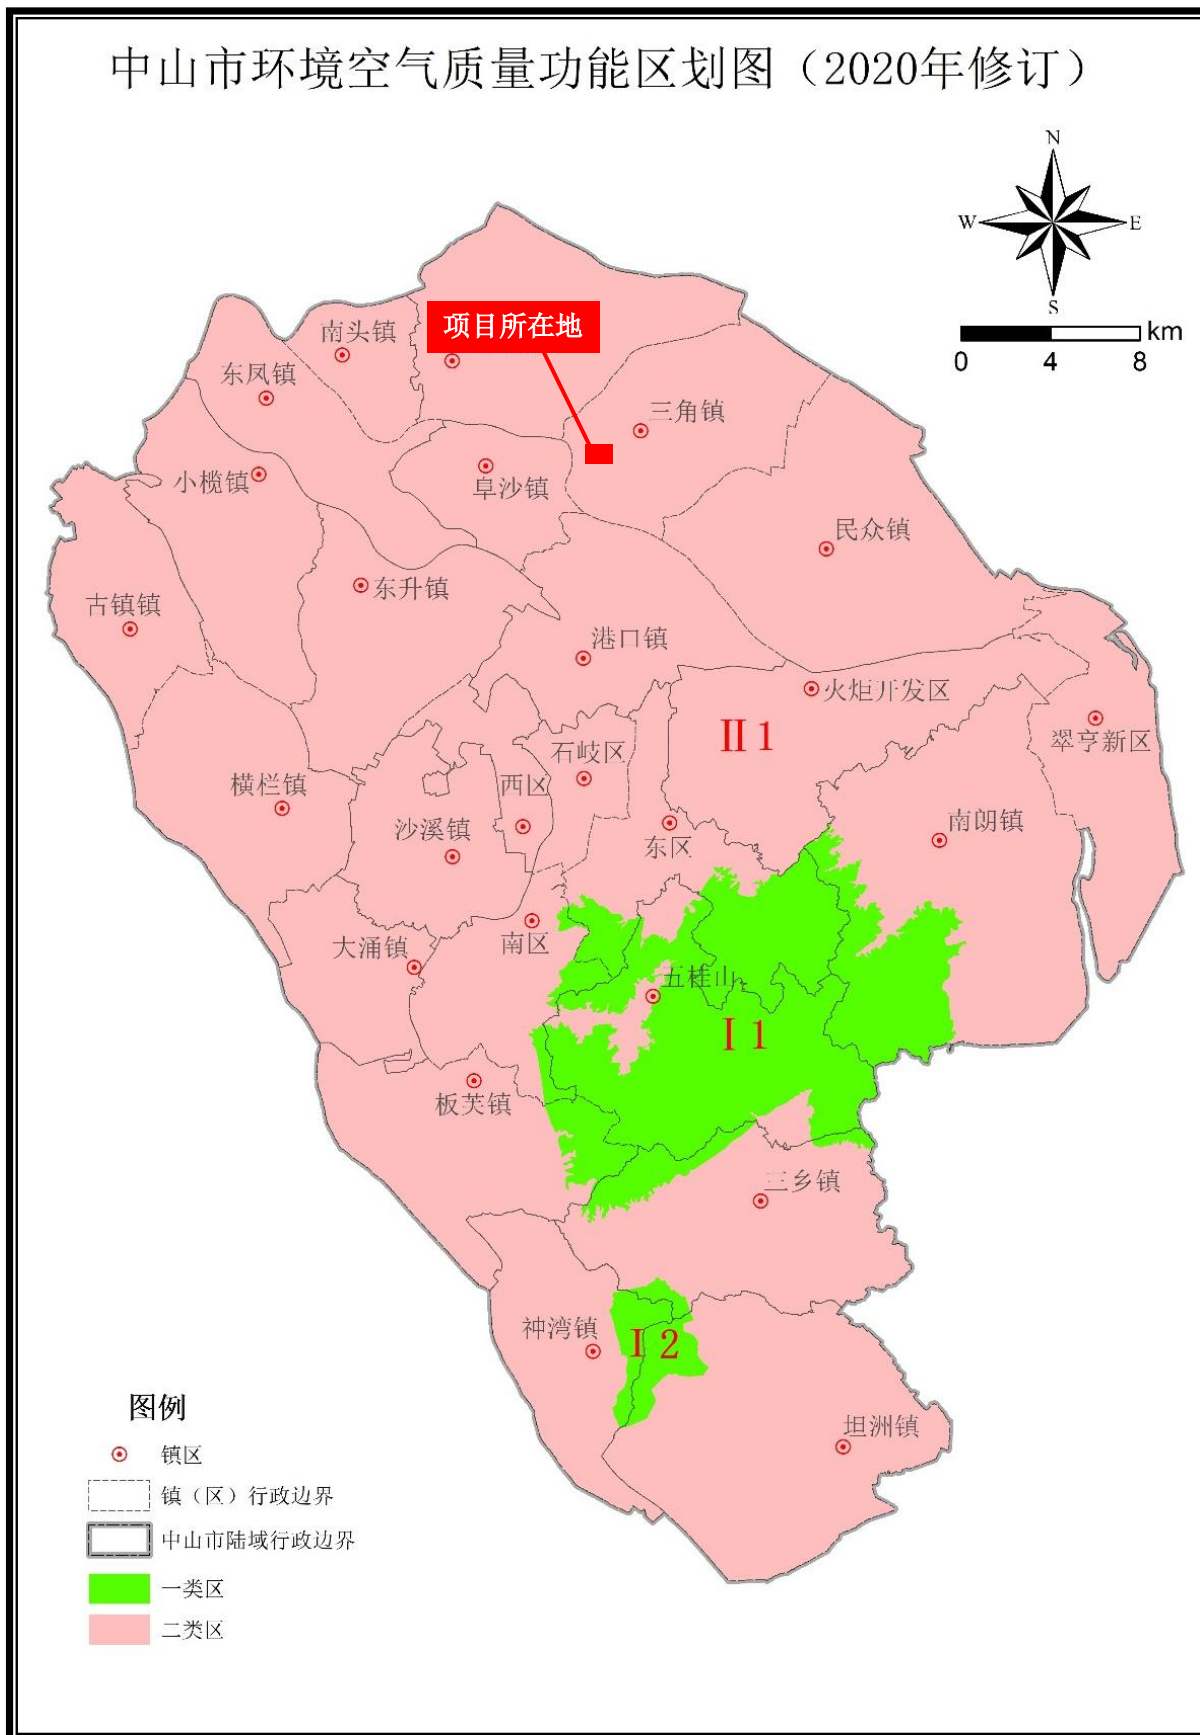 中山市环境空气质量功能区划图（2020年修订）
N
W
E
S
km
0 4 8
项目所在地
南头镇
东凤镇
三角镇
小榄镇
阜沙镇
民众镇
东升镇
古镇镇
港口镇
火炬开发区
II 1
翠亨新区
石岐区
横栏镇
西区
沙溪镇
东区
南朗镇
南区
大涌镇
五桂山
I 1
板芙镇
三乡镇
神湾镇
I 2
坦洲镇
图例
镇区
镇（区）行政边界
中山市陆域行政边界
一类区
二类区